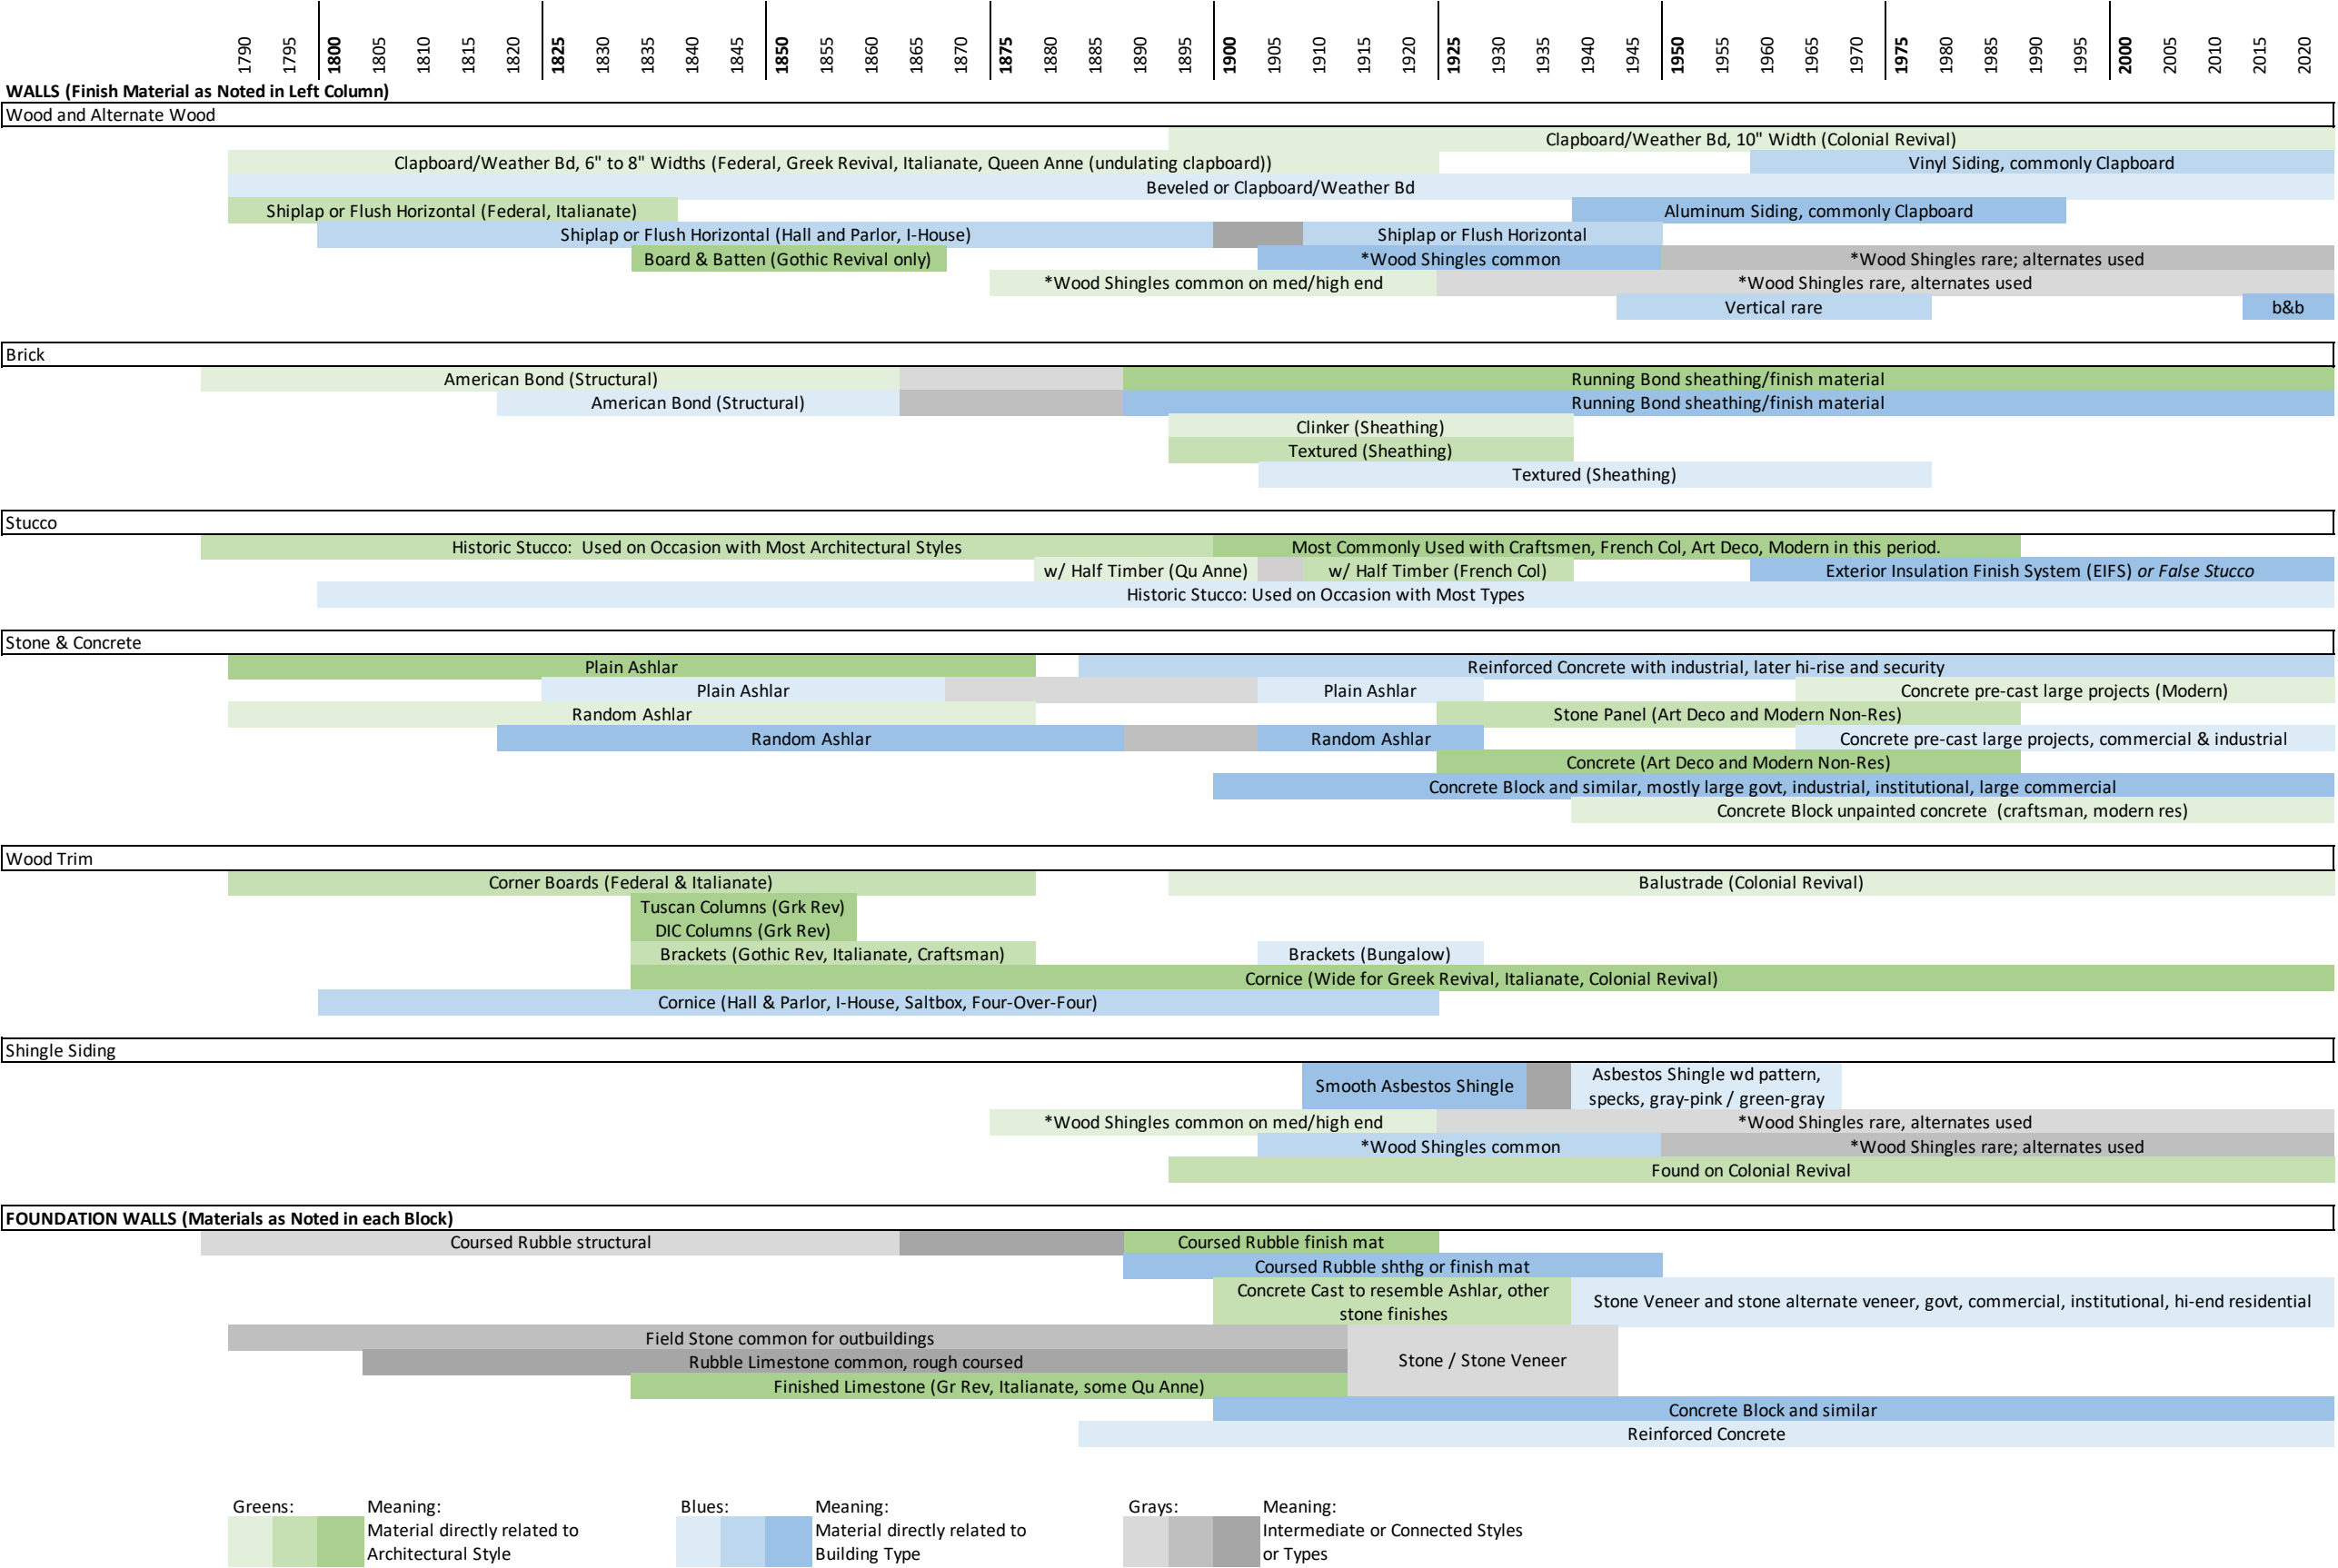 1790 1795 1800 1805 1810 1815 1820 1825 1830 1835 1840 1845 1850 1855 1860 1865 1870 1875 1880 1885 1890 1895 1900 1905 1910 1915 1920 1925 1930 1935 1940 1945 1950 1955 1960 1965 1970 1975 1980 1985 1990 1995 2000 2005 2010 2015 2020
WALLS (Finish Material as Noted in Left Column)
Wood and Alternate Wood
Clapboard/Weather Bd, 10" Width (Colonial Revival)
Clapboard/Weather Bd, 6" to 8" Widths (Federal, Greek Revival, Italianate, Queen Anne (undulating clapboard)) Vinyl Siding, commonly Clapboard
Beveled or Clapboard/Weather Bd
Shiplap or Flush Horizontal (Federal, Italianate) Aluminum Siding, commonly Clapboard
Shiplap or Flush Horizontal (Hall and Parlor, I-House) Shiplap or Flush Horizontal
Board & Batten (Gothic Revival only) *Wood Shingles common *Wood Shingles rare; alternates used
*Wood Shingles common on med/high end *Wood Shingles rare, alternates used
Vertical rare b&b
Brick
American Bond (Structural) Running Bond sheathing/finish material
American Bond (Structural) Running Bond sheathing/finish material
Clinker (Sheathing)
Textured (Sheathing)
Textured (Sheathing)
Stucco
Historic Stucco: Used on Occasion with Most Architectural Styles Most Commonly Used with Craftsmen, French Col, Art Deco, Modern in this period.
w/ Half Timber (Qu Anne) w/ Half Timber (French Col) Exterior Insulation Finish System (EIFS) or False Stucco
Historic Stucco: Used on Occasion with Most Types
Stone & Concrete
Plain Ashlar Reinforced Concrete with industrial, later hi-rise and security
Plain Ashlar Plain Ashlar Concrete pre-cast large projects (Modern)
Random Ashlar Stone Panel (Art Deco and Modern Non-Res)
Random Ashlar Random Ashlar Concrete pre-cast large projects, commercial & industrial
Concrete (Art Deco and Modern Non-Res)
Concrete Block and similar, mostly large govt, industrial, institutional, large commercial
Concrete Block unpainted concrete (craftsman, modern res)
Wood Trim
Corner Boards (Federal & Italianate) Balustrade (Colonial Revival)
Tuscan Columns (Grk Rev)
DIC Columns (Grk Rev)
Brackets (Gothic Rev, Italianate, Craftsman) Brackets (Bungalow)
Cornice (Wide for Greek Revival, Italianate, Colonial Revival)
Cornice (Hall & Parlor, I-House, Saltbox, Four-Over-Four)
Shingle Siding
Smooth Asbestos Shingle
Asbestos Shingle wd pattern,
specks, gray-pink / green-gray
*Wood Shingles common on med/high end *Wood Shingles rare, alternates used
*Wood Shingles common *Wood Shingles rare; alternates used
Found on Colonial Revival
FOUNDATION WALLS (Materials as Noted in each Block)
Coursed Rubble structural Coursed Rubble finish mat
Coursed Rubble shthg or finish mat
Concrete Cast to resemble Ashlar, other
stone finishes
Stone Veneer and stone alternate veneer, govt, commercial, institutional, hi-end residential
Field Stone common for outbuildings
Rubble Limestone common, rough coursed Stone / Stone Veneer
Finished Limestone (Gr Rev, Italianate, some Qu Anne)
Concrete Block and similar
Reinforced Concrete
Greens: Meaning:
Material directly related to
Architectural Style
Blues: Meaning:
Material directly related to
Building Type
Grays: Meaning:
Intermediate or Connected Styles
or Types